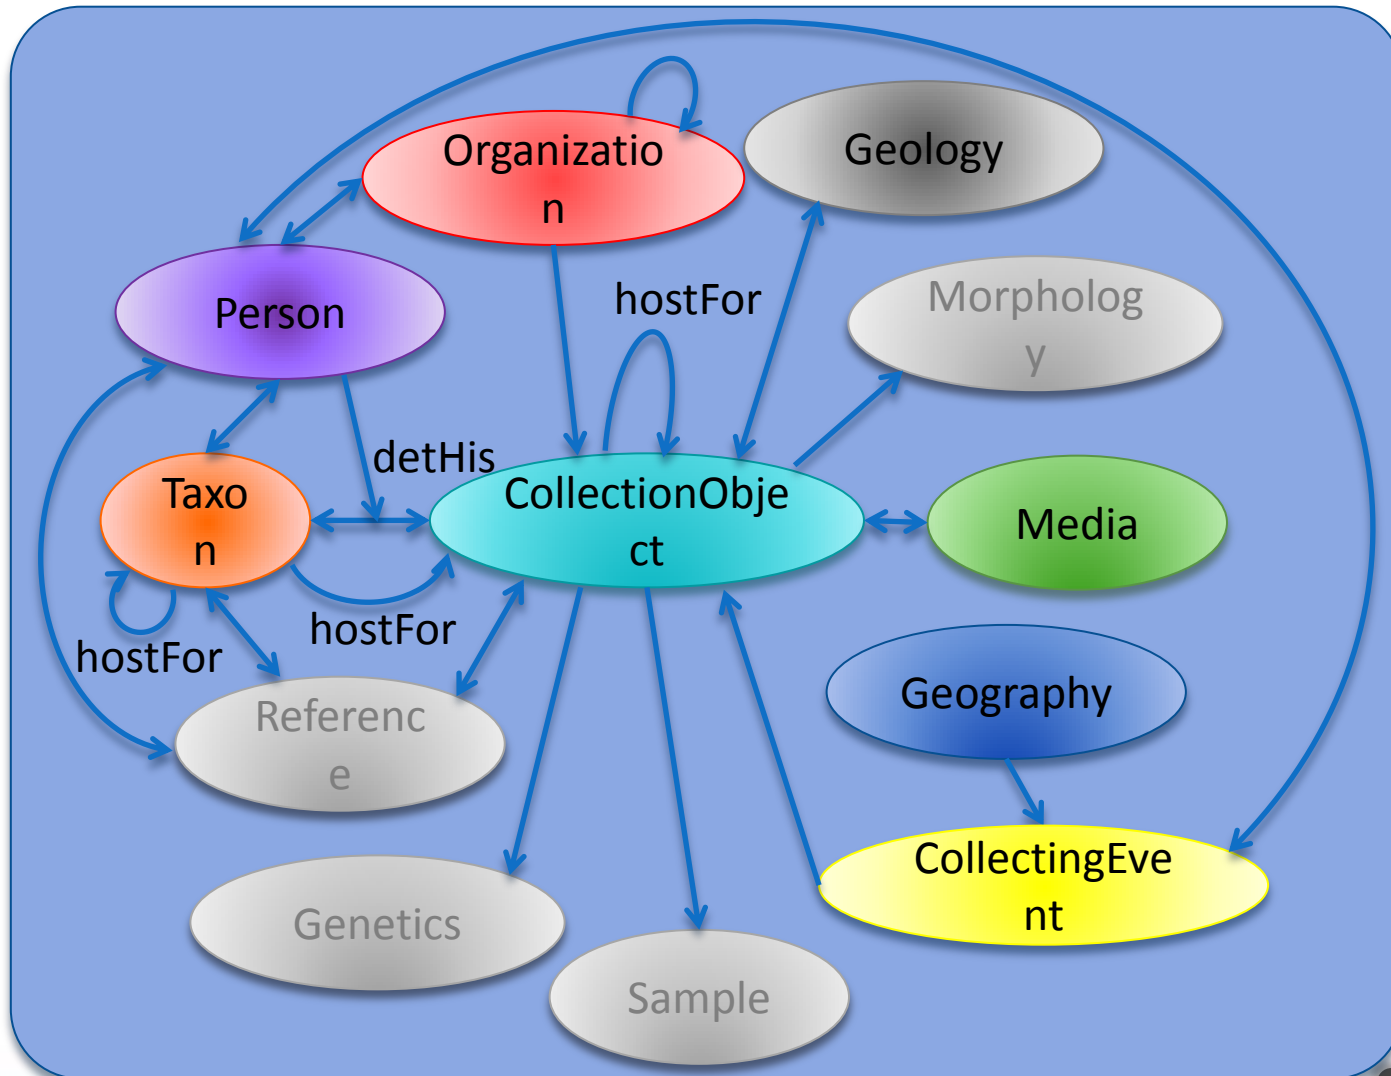 Organizatio
n
Geology
hostFor
Morpholog
y
Person
detHis
Taxo
n
CollectionObje
ct
Media
hostFor
hostFor
Geography
Referenc
e
CollectingEve
nt
Genetics
Sample